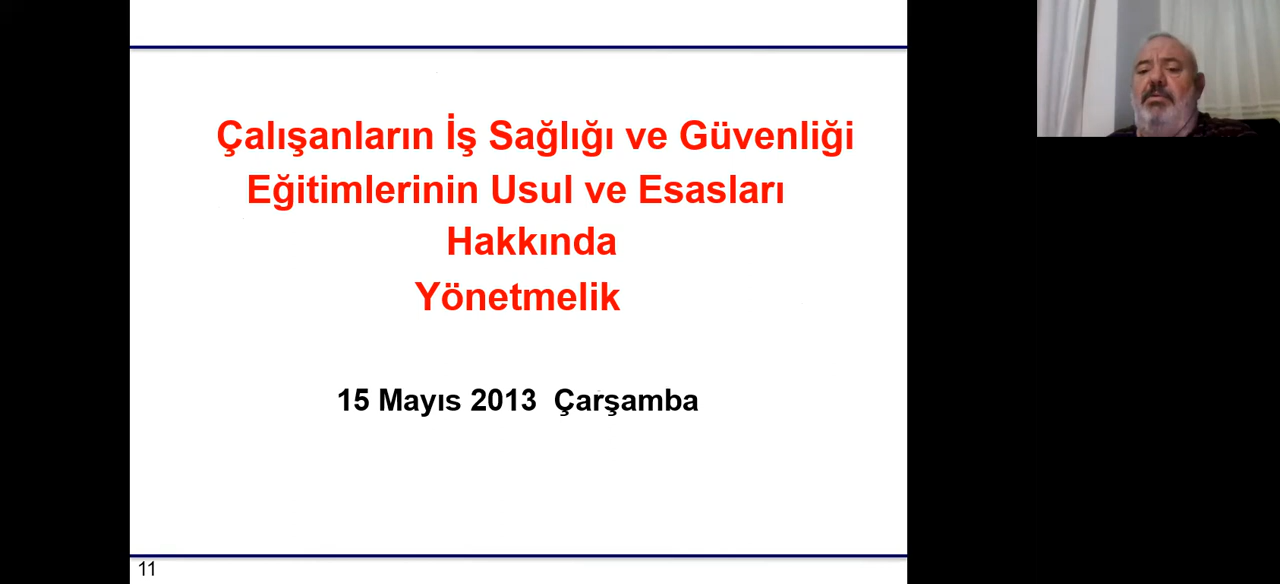 Çalışanların İş Sağlığı ve Güvenliği
Eğitimlerinin Usul ve Esasları
Hakkında
Yönetmelik
15 Mayıs 2013 Çarşamba
11